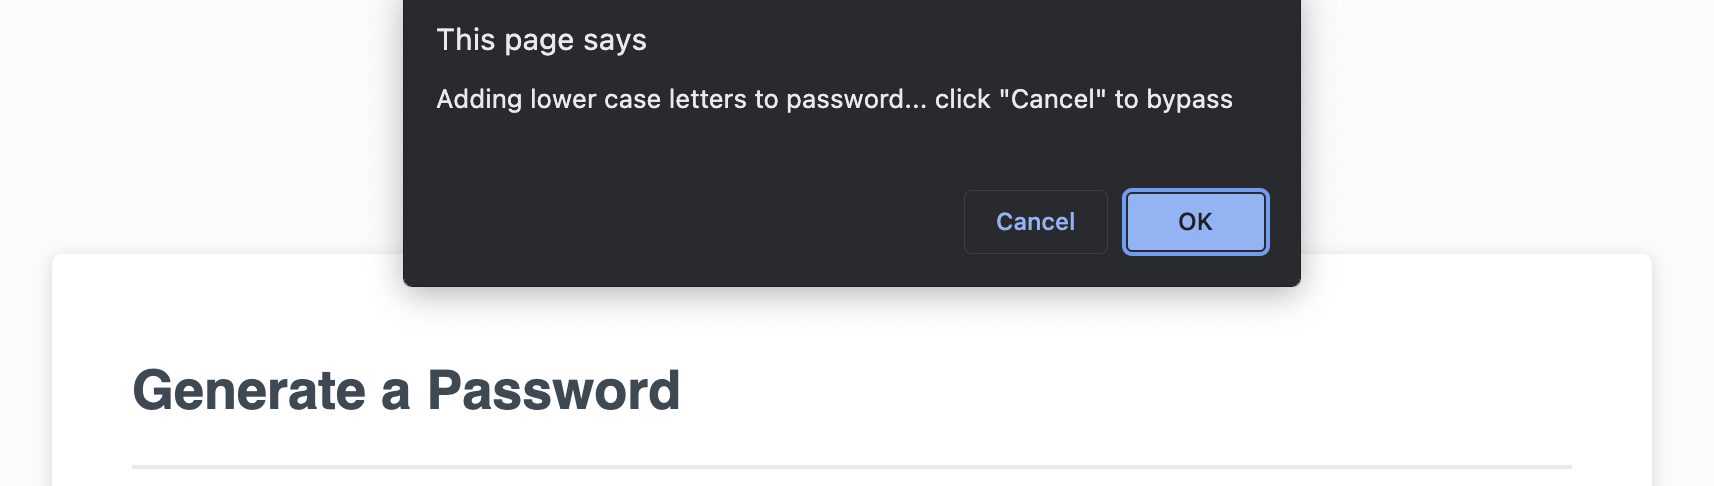 This page says
Adding lower case letters to password... click "Cancel" to bypass
Cancel
OK
Generate a Password